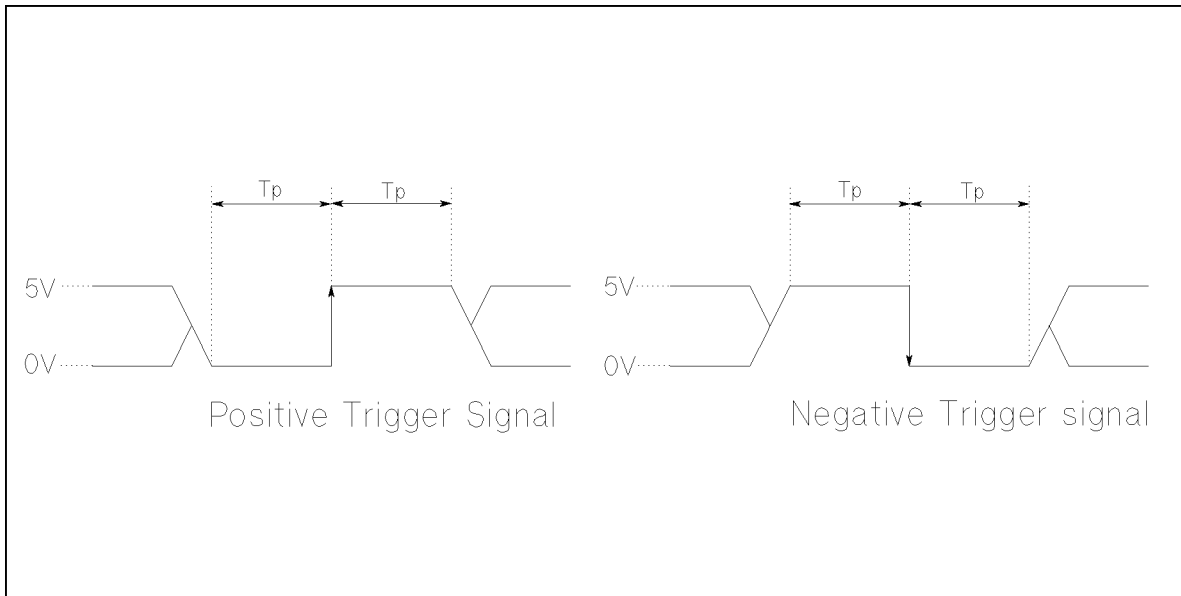 Tp Tp
5V
0V
Positive Trigger Signal
Tp Tp
5V
0V
Negative Trigger signal